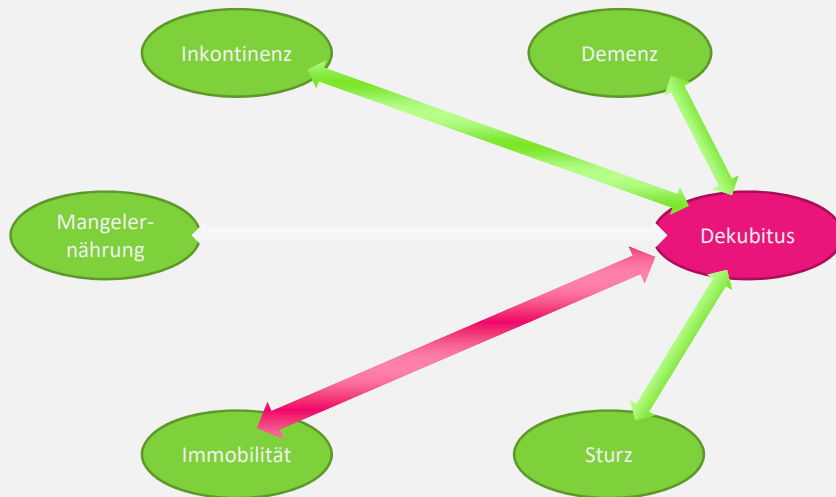 Inkontinenz
Demenz
Mangeler-
nährung
Dekubitus
Immobilität
Sturz